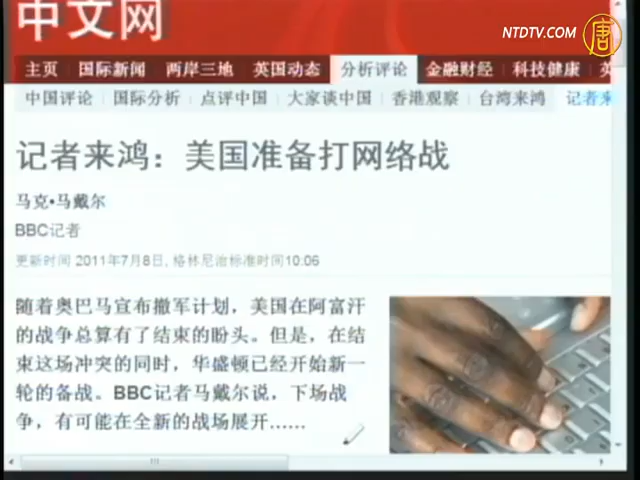 中文网
NTDTV.COM
唐
主页 国际新闻 两岸三地 英国动态 分析评论 金融财经 科技健康 英
中国评论 国际分析 点评中国 大家谈中国 香港观察 台湾来鸿 记者来
记者来鸿：美国准备打网络战
马克•马戴尔
BBC记者
更新时间 2011年7月8日, 格林尼治标准时间10:06
随着奥巴马宣布撤军计划，美国在阿富汗
的战争总算有了结束的盼头。但是，在结
束这场冲突的同时，华盛顿已经开始新一
轮的备战。BBC记者马戴尔说，下场战
争，有可能在全新的战场展开……